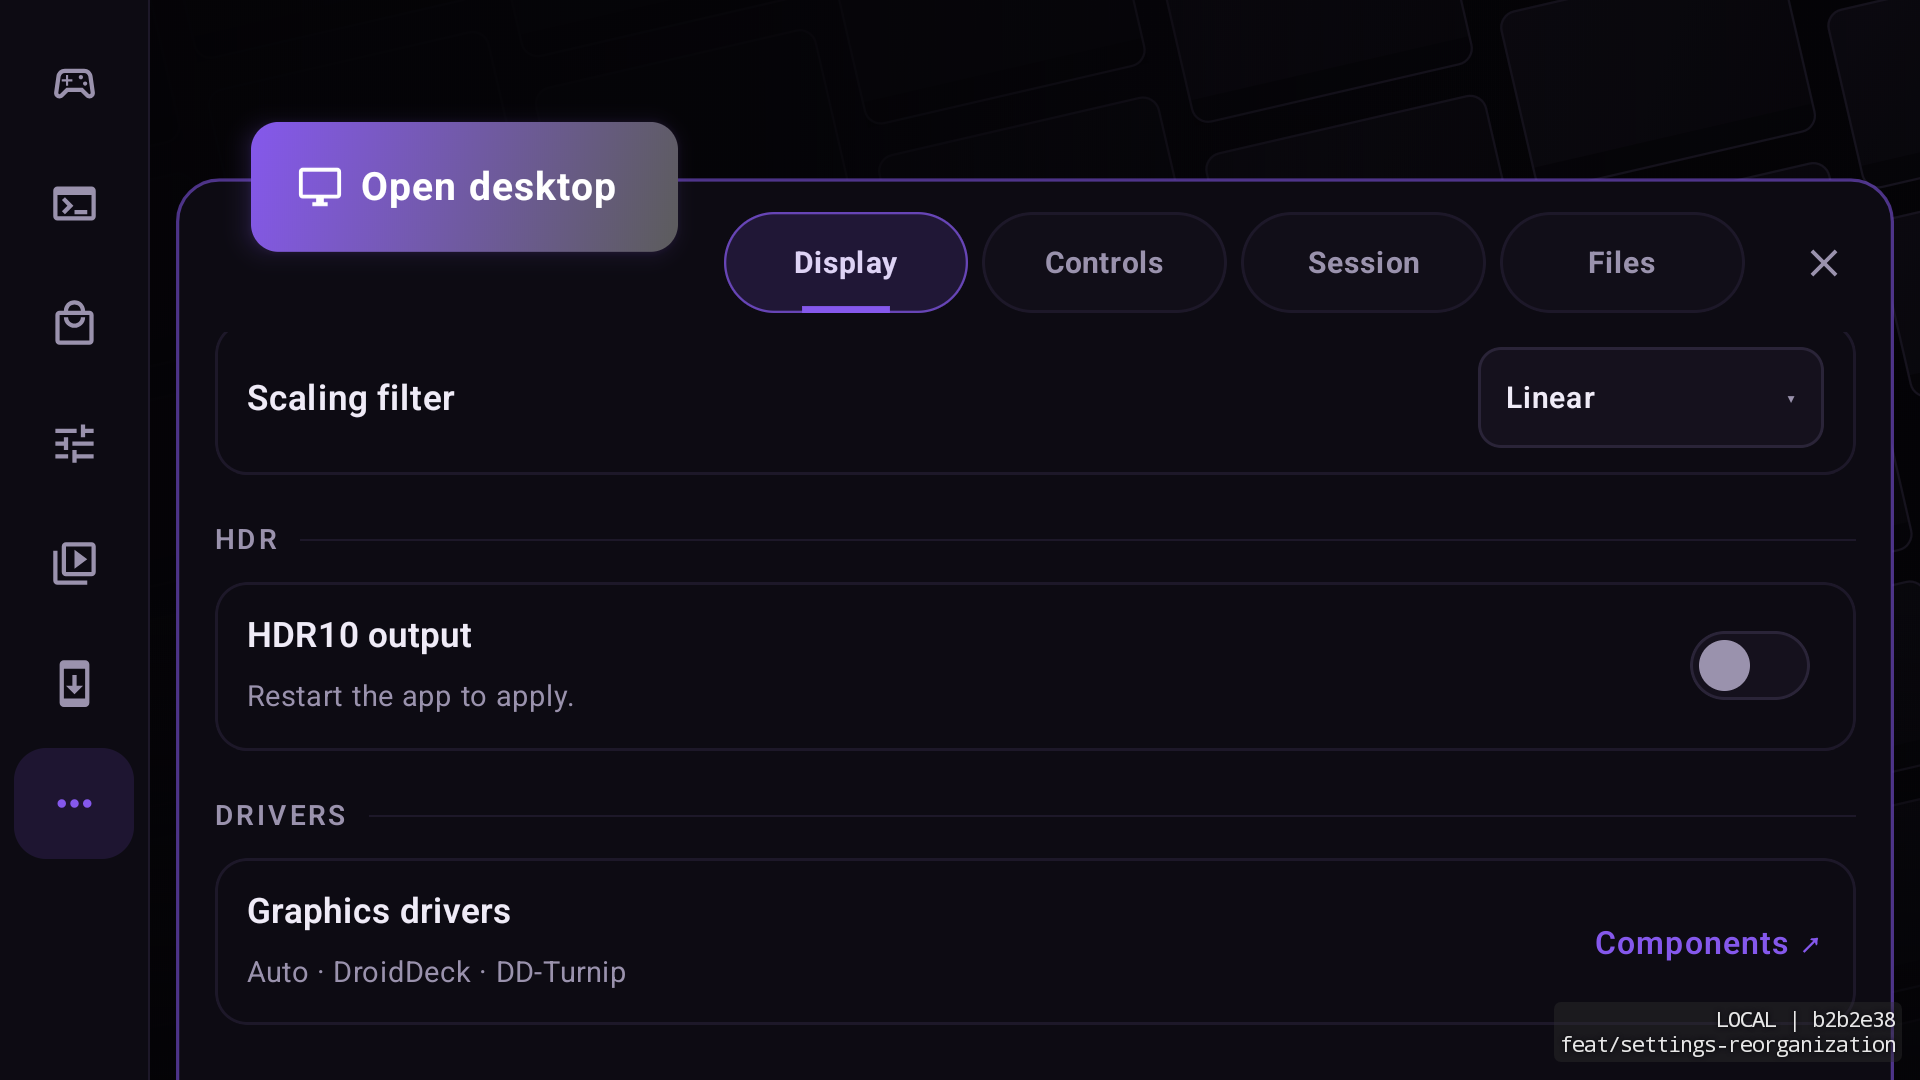 Open desktop
Display
Controls
Session
Files
Scaling filter
Linear
HDR
HDR10 output
Restart the app to apply.
DRIVERS
Graphics drivers
Auto · DroidDeck · DD-Turnip
Components ↗
LOCAL | b2b2e38
feat/settings-reorganization